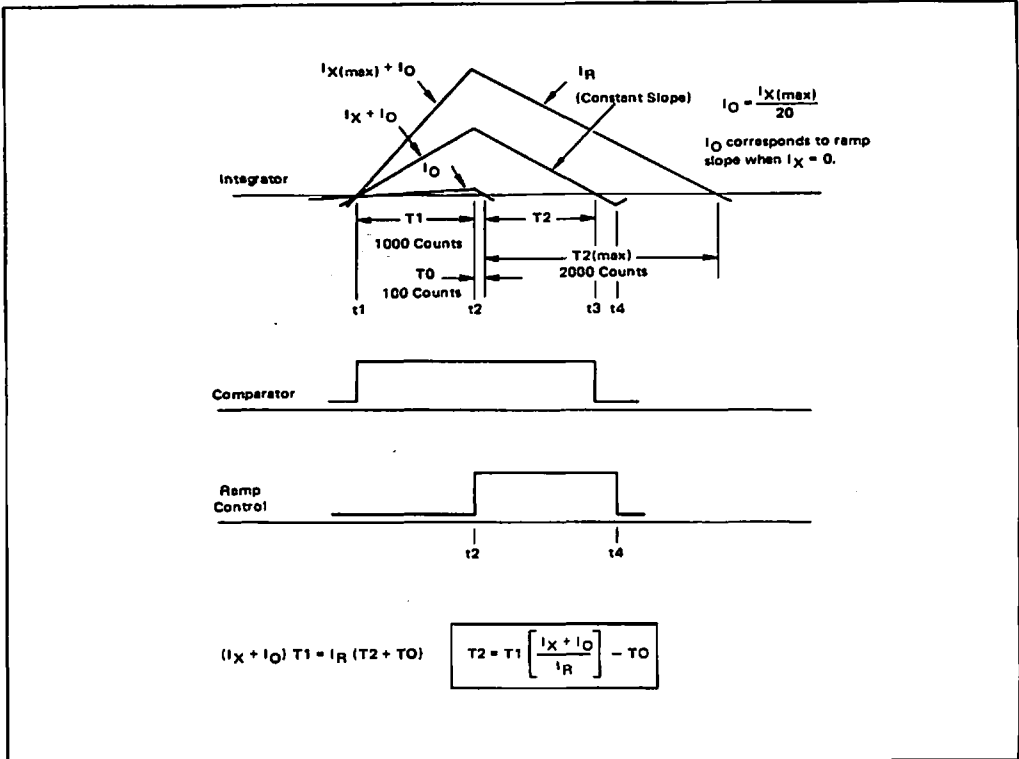 IX(max) + IO
IR
(Constant Slope)
IO = IX(max) / 20
IX + IO
IO corresponds to ramp
slope when IX = 0.
IO
Integrator
T1
T2
1000 Counts
T2(max)
2000 Counts
TO
100 Counts
t1
t2
t3
t4
Comparator
Ramp
Control
t2
t4
(IX + IO) T1 = IR (T2 + TO)
T2 = T1 [ (IX + IO) / IR ] − TO